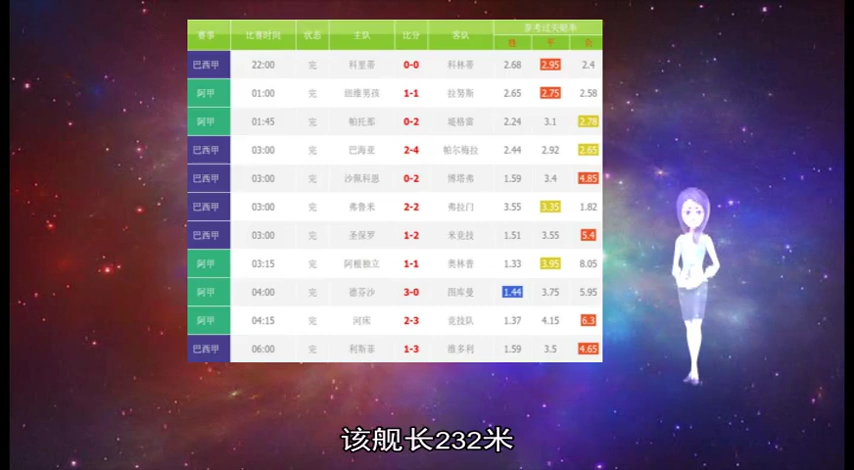 赛事 比赛时间 状态 主队 比分 客队 参考过关赔率
胜 平 负
巴西甲 22:00 完 科里蒂 0-0 科林蒂 2.68 2.95 2.4
阿甲 01:00 完 纽维男孩 1-1 拉努斯 2.65 2.75 2.58
阿甲 01:45 完 帕托那 0-2 堤格雷 2.24 3.1 2.78
巴西甲 03:00 完 巴海亚 2-4 帕尔梅拉 2.44 2.92 2.65
巴西甲 03:00 完 沙佩科恩 0-2 博塔弗 1.59 3.4 4.85
巴西甲 03:00 完 弗鲁米 2-2 弗拉门 3.55 3.35 1.82
巴西甲 03:00 完 圣保罗 1-2 米竞技 1.51 3.55 5.4
阿甲 03:15 完 阿根独立 1-1 奥林普 1.33 3.95 8.05
阿甲 04:00 完 德芬沙 3-0 图库曼 1.44 3.75 5.95
阿甲 04:15 完 河床 2-3 竞技队 1.37 4.15 6.3
巴西甲 06:00 完 利斯菲 1-3 维多利 1.59 3.5 4.65
该舰长232米